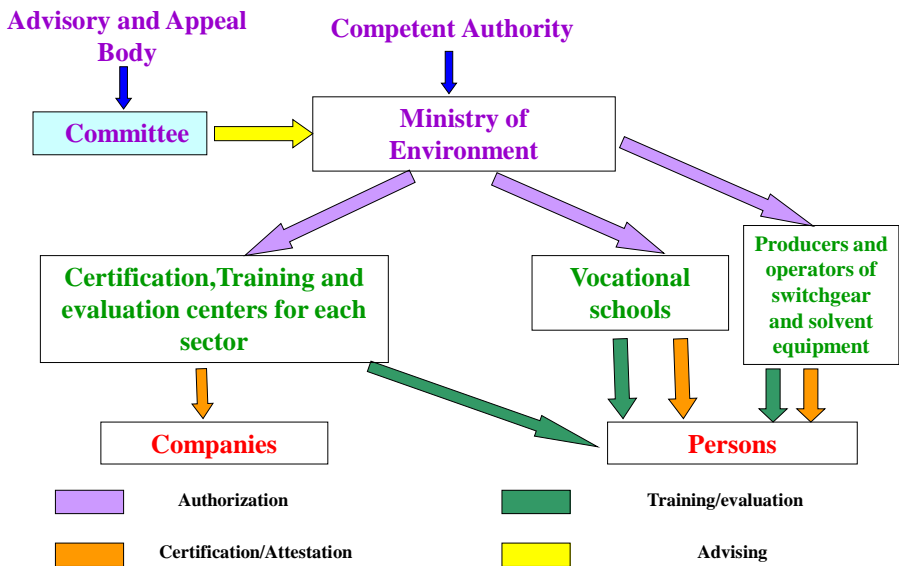 Advisory and Appeal
Body
Competent Authority
Committee
Ministry of
Environment
Certification,Training and
evaluation centers for each
sector
Vocational
schools
Producers and
operators of
switchgear
and solvent
equipment
Companies
Persons
Authorization
Training/evaluation
Certification/Attestation
Advising